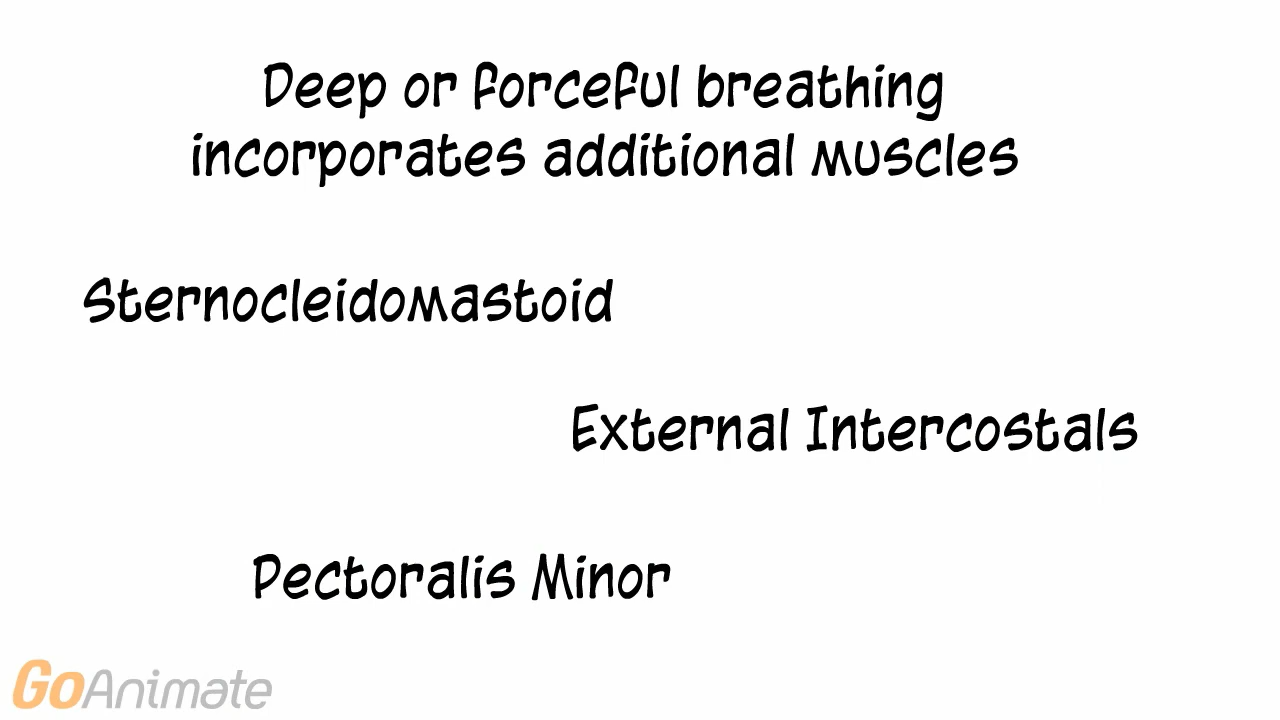 Deep or forceful breathing
incorporates additional muscles
Sternocleidomastoid
External Intercostals
Pectoralis Minor
GoAnimate